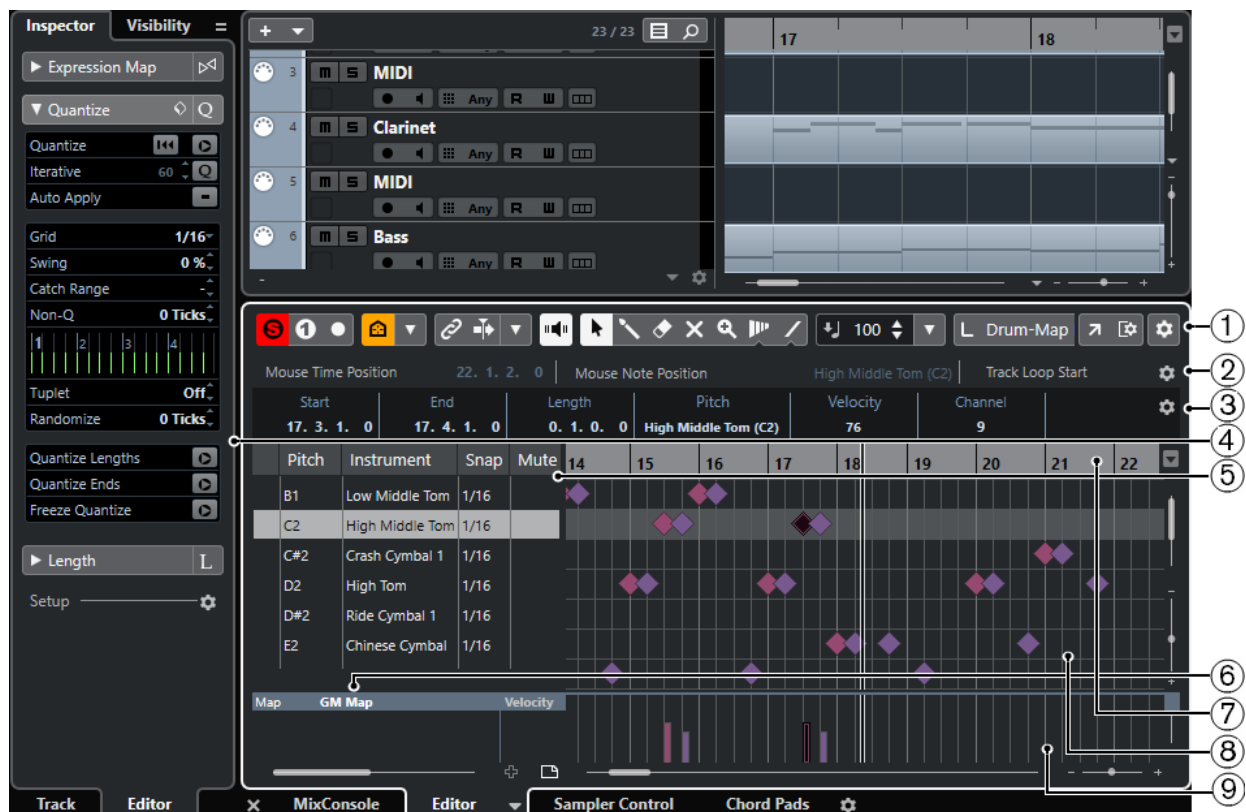 Inspector Visibility
Expression Map
Quantize Q
Quantize
Iterative 60 Q
Auto Apply
Grid 1/16
Swing 0 %
Catch Range -
Non-Q 0 Ticks
1 2 3 4
Tuplet Off
Randomize 0 Ticks
Quantize Lengths
Quantize Ends
Freeze Quantize
Length L
Setup
Track Editor
+ 23 / 23
17 18
3 m S MIDI
Any R W
4 m S Clarinet
Any R W
5 m S MIDI
Any R W
6 m S Bass
Any R W
S 1 100 L Drum-Map
Mouse Time Position 22. 1. 2. 0 Mouse Note Position High Middle Tom (C2) Track Loop Start
Start End Length Pitch Velocity Channel
17. 3. 1. 0 17. 4. 1. 0 0. 1. 0. 0 High Middle Tom (C2) 76 9
Pitch Instrument Snap Mute 14 15 16 17 18 19 20 21 22
B1 Low Middle Tom 1/16
C2 High Middle Tom 1/16
C#2 Crash Cymbal 1 1/16
D2 High Tom 1/16
D#2 Ride Cymbal 1 1/16
E2 Chinese Cymbal 1/16
Map GM Map Velocity
MixConsole Editor Sampler Control Chord Pads
1
2
3
4
5
6
7
8
9